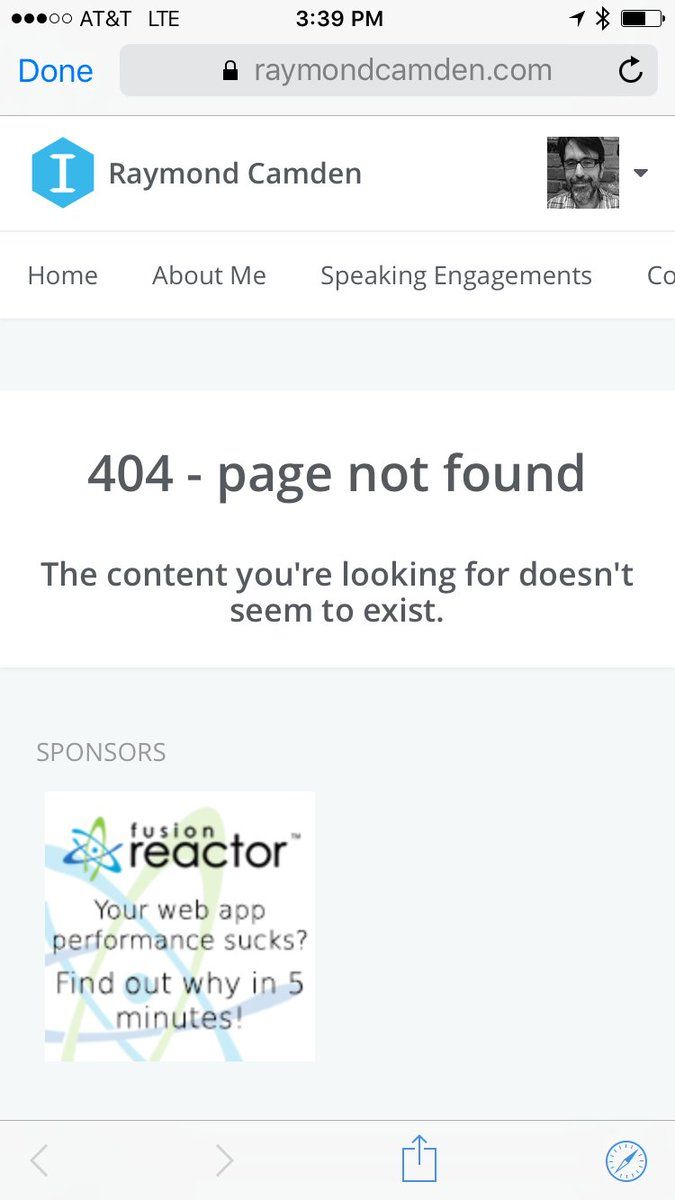 AT&T LTE 3:39 PM
Done raymondcamden.com
I Raymond Camden
Home About Me Speaking Engagements Co
404 - page not found
The content you're looking for doesn't
seem to exist.
SPONSORS
fusion
reactor™
Your web app
performance sucks?
Find out why in 5
minutes!